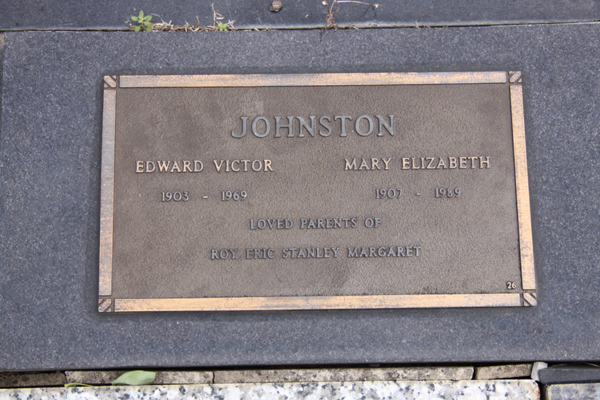 JOHNSTON
EDWARD VICTOR MARY ELIZABETH
1903 - 1969 1907 - 1989
LOVED PARENTS OF
ROY, ERIC STANLEY MARGARET
26